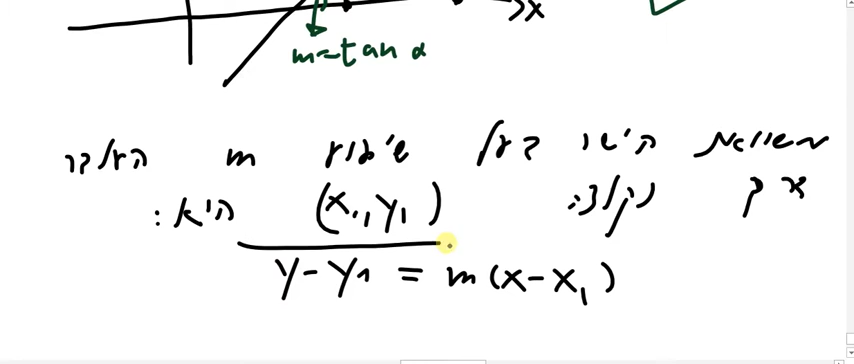 x
m=tan α
משוואת הישר בעל שיפוע m העובר
דרך נקודה (x₁, y₁) היא:
y - y₁ = m(x - x₁)